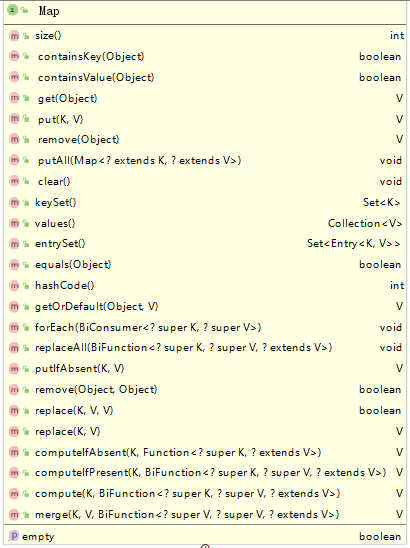 Map
size() int
containsKey(Object) boolean
containsValue(Object) boolean
get(Object) V
put(K, V) V
remove(Object) V
putAll(Map<? extends K, ? extends V>) void
clear() void
keySet() Set<K>
values() Collection<V>
entrySet() Set<Entry<K, V>>
equals(Object) boolean
hashCode() int
getOrDefault(Object, V) V
forEach(BiConsumer<? super K, ? super V>) void
replaceAll(BiFunction<? super K, ? super V, ? extends V>) void
putIfAbsent(K, V) V
remove(Object, Object) boolean
replace(K, V, V) boolean
replace(K, V) V
computeIfAbsent(K, Function<? super K, ? extends V>) V
computeIfPresent(K, BiFunction<? super K, ? super V, ? extends V>) V
compute(K, BiFunction<? super K, ? super V, ? extends V>) V
merge(K, V, BiFunction<? super V, ? super V, ? extends V>) V
empty boolean